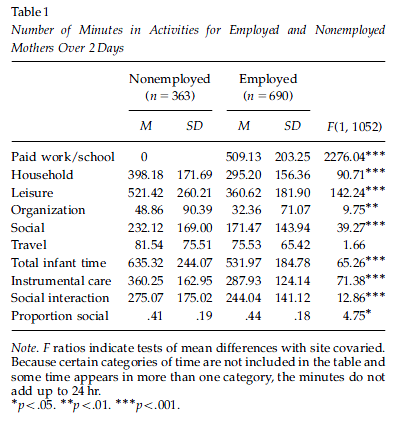 Table 1
Number of Minutes in Activities for Employed and Nonemployed
Mothers Over 2 Days
Nonemployed Employed
(n = 363) (n = 690)
M SD M SD F(1, 1052)
Paid work/school 0 509.13 203.25 2276.04***
Household 398.18 171.69 295.20 156.36 90.71***
Leisure 521.42 260.21 360.62 181.90 142.24***
Organization 48.86 90.39 32.36 71.07 9.75**
Social 232.12 169.00 171.47 143.94 39.27***
Travel 81.54 75.51 75.53 65.42 1.66
Total infant time 635.32 244.07 531.97 184.78 65.26***
Instrumental care 360.25 162.95 287.93 124.14 71.38***
Social interaction 275.07 175.02 244.04 141.12 12.86***
Proportion social .41 .19 .44 .18 4.75*
Note. F ratios indicate tests of mean differences with site covaried.
Because certain categories of time are not included in the table and
some time appears in more than one category, the minutes do not
add up to 24 hr.
*p<.05. **p<.01. ***p<.001.